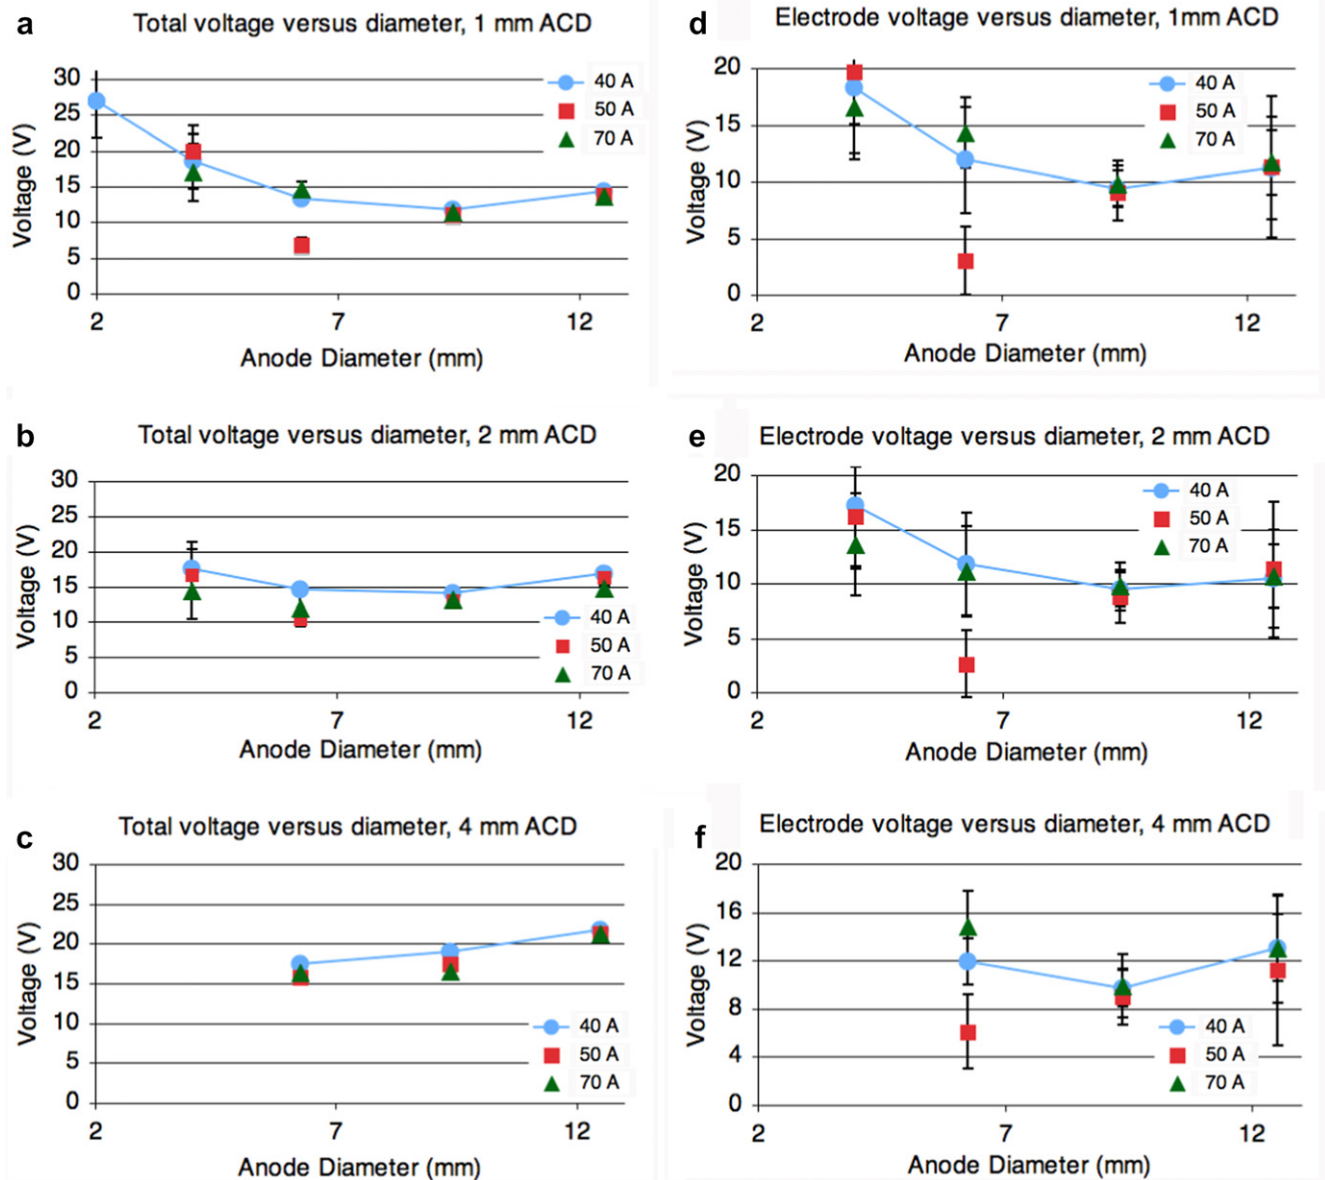 a
Total voltage versus diameter, 1 mm ACD
30
25
20
15
10
5
0
Voltage (V)
40 A
50 A
70 A
2 7 12
Anode Diameter (mm)
d
Electrode voltage versus diameter, 1mm ACD
20
15
10
5
0
Voltage (V)
40 A
50 A
70 A
2 7 12
Anode Diameter (mm)
b
Total voltage versus diameter, 2 mm ACD
30
25
20
15
10
5
0
Voltage (V)
40 A
50 A
70 A
2 7 12
Anode Diameter (mm)
e
Electrode voltage versus diameter, 2 mm ACD
20
15
10
5
0
Voltage (V)
40 A
50 A
70 A
2 7 12
Anode Diameter (mm)
c
Total voltage versus diameter, 4 mm ACD
30
25
20
15
10
5
0
Voltage (V)
40 A
50 A
70 A
2 7 12
Anode Diameter (mm)
f
Electrode voltage versus diameter, 4 mm ACD
20
16
12
8
4
0
Voltage (V)
40 A
50 A
70 A
2 7 12
Anode Diameter (mm)